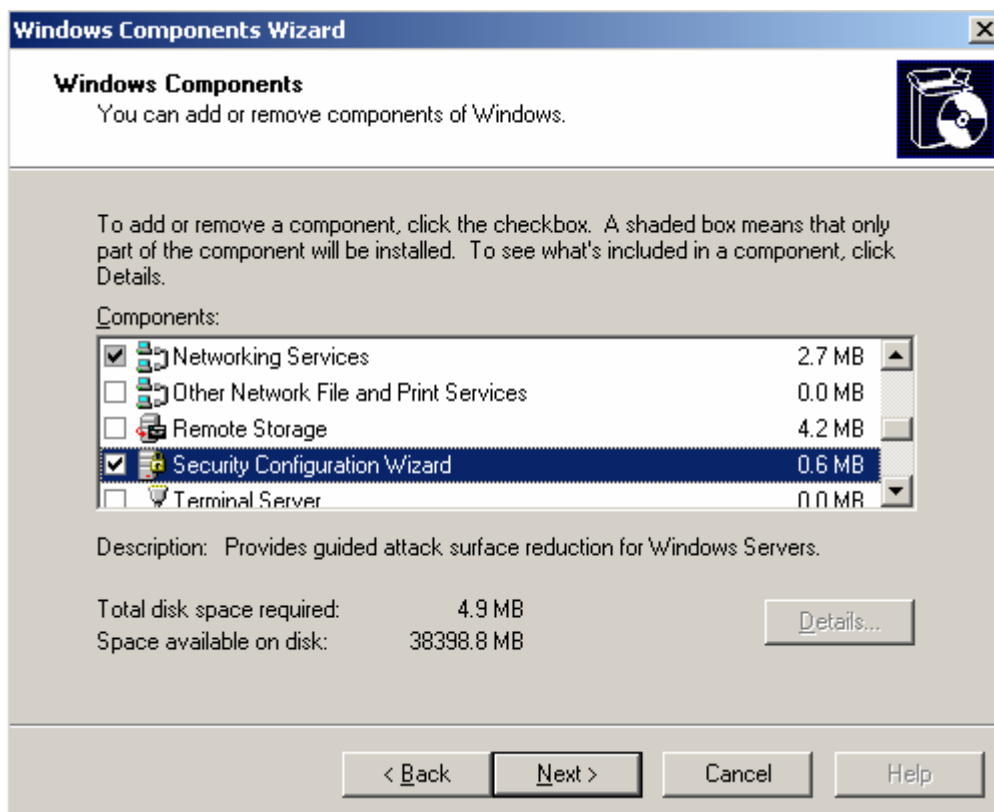 Windows Components Wizard
Windows Components
You can add or remove components of Windows.
To add or remove a component, click the checkbox. A shaded box means that only
part of the component will be installed. To see what's included in a component, click
Details.
Components:
Networking Services 2.7 MB
Other Network File and Print Services 0.0 MB
Remote Storage 4.2 MB
Security Configuration Wizard 0.6 MB
Terminal Server 0.0 MB
Description: Provides guided attack surface reduction for Windows Servers.
Total disk space required: 4.9 MB
Space available on disk: 38398.8 MB
Details...
< Back Next > Cancel Help